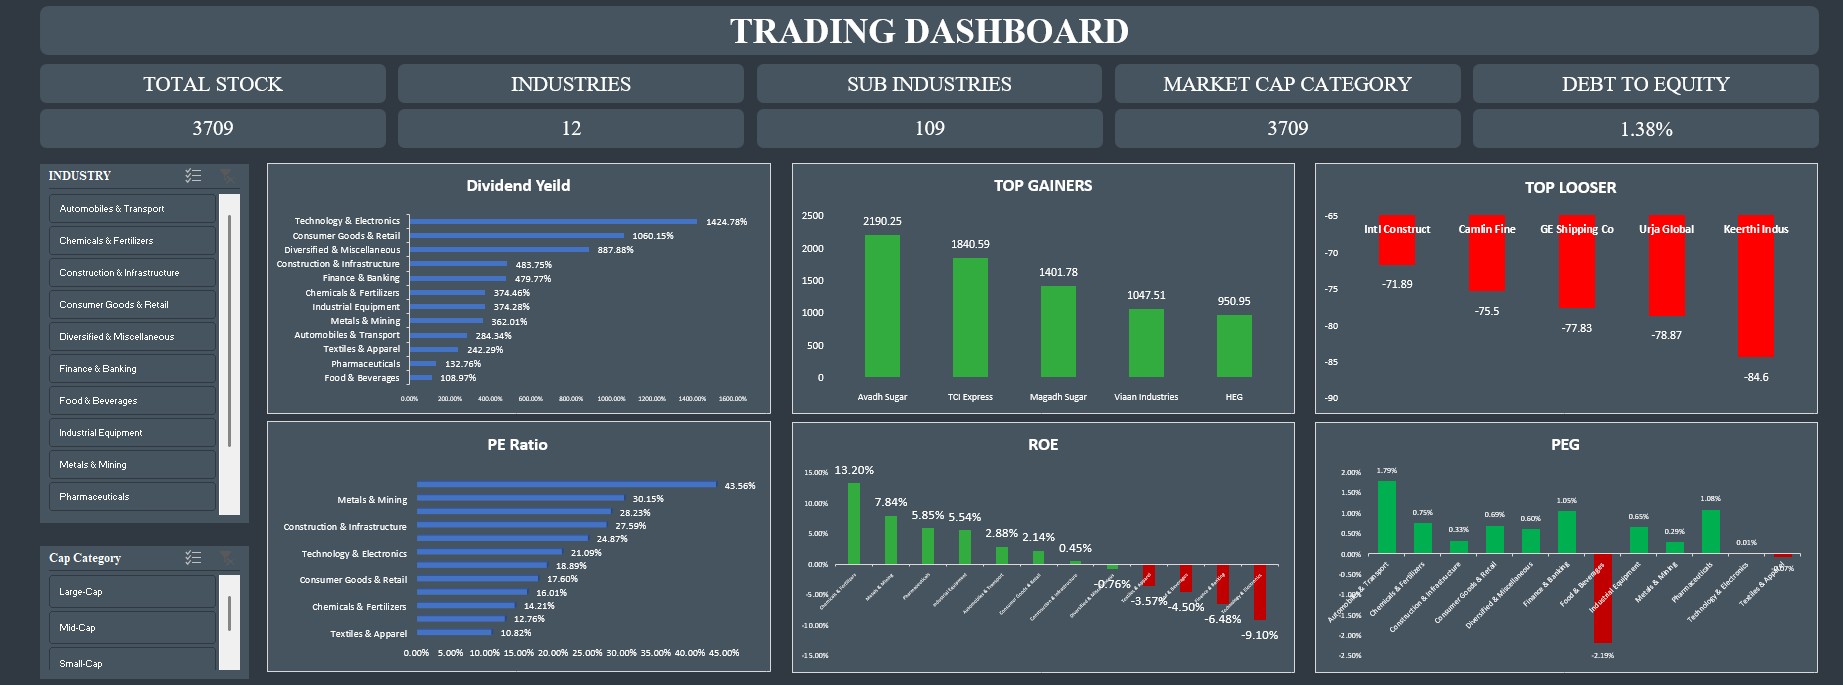 TRADING DASHBOARD
TOTAL STOCK
INDUSTRIES
SUB INDUSTRIES
MARKET CAP CATEGORY
DEBT TO EQUITY
3709
12
109
3709
1.38%
INDUSTRY
Automobiles & Transport
Chemicals & Fertilizers
Construction & Infrastructure
Consumer Goods & Retail
Diversified & Miscellaneous
Finance & Banking
Food & Beverages
Industrial Equipment
Metals & Mining
Pharmaceuticals
Cap Category
Large-Cap
Mid-Cap
Small-Cap
Dividend Yeild
Technology & Electronics 1424.78%
Consumer Goods & Retail 1060.15%
Diversified & Miscellaneous 887.88%
Construction & Infrastructure 483.75%
Finance & Banking 479.77%
Chemicals & Fertilizers 374.46%
Industrial Equipment 374.28%
Metals & Mining 362.01%
Automobiles & Transport 284.34%
Textiles & Apparel 242.29%
Pharmaceuticals 132.76%
Food & Beverages 108.97%
0.00% 200.00% 400.00% 600.00% 800.00% 1000.00% 1200.00% 1400.00% 1600.00%
TOP GAINERS
2500
2000
1500
1000
500
0
2190.25
1840.59
1401.78
1047.51
950.95
Avadh Sugar
TCI Express
Magadh Sugar
Viaan Industries
HEG
TOP LOOSER
-65
-70
-75
-80
-85
-90
Intl Construct
Camlin Fine
GE Shipping Co
Urja Global
Keerthi Indus
-71.89
-75.5
-77.83
-78.87
-84.6
PE Ratio
43.56%
Metals & Mining 30.15%
28.23%
Construction & Infrastructure 27.59%
24.87%
Technology & Electronics 21.09%
18.89%
Consumer Goods & Retail 17.60%
16.01%
Chemicals & Fertilizers 14.21%
12.76%
Textiles & Apparel 10.82%
0.00% 5.00% 10.00% 15.00% 20.00% 25.00% 30.00% 35.00% 40.00% 45.00%
ROE
15.00%
10.00%
5.00%
0.00%
-5.00%
-10.00%
-15.00%
13.20%
7.84%
5.85%
5.54%
2.88%
2.14%
0.45%
-0.76%
-3.57%
-4.50%
-6.48%
-9.10%
Chemicals & Fertilizers
Metals & Mining
Pharmaceuticals
Industrial Equipment
Automobiles & Transport
Consumer Goods & Retail
Construction & Infrastructure
PEG
2.00%
1.50%
1.00%
0.50%
0.00%
-0.50%
-1.00%
-1.50%
-2.00%
-2.50%
1.79%
0.75%
0.33%
0.69%
0.60%
1.05%
-2.19%
0.65%
0.29%
1.08%
0.01%
Automobiles & Transport
Chemicals & Fertilizers
Construction & Infrastructure
Consumer Goods & Retail
Diversified & Miscellaneous
Finance & Banking
Food & Beverages
Industrial Equipment
Metals & Mining
Pharmaceuticals
Technology & Electronics
Textiles & Apparel